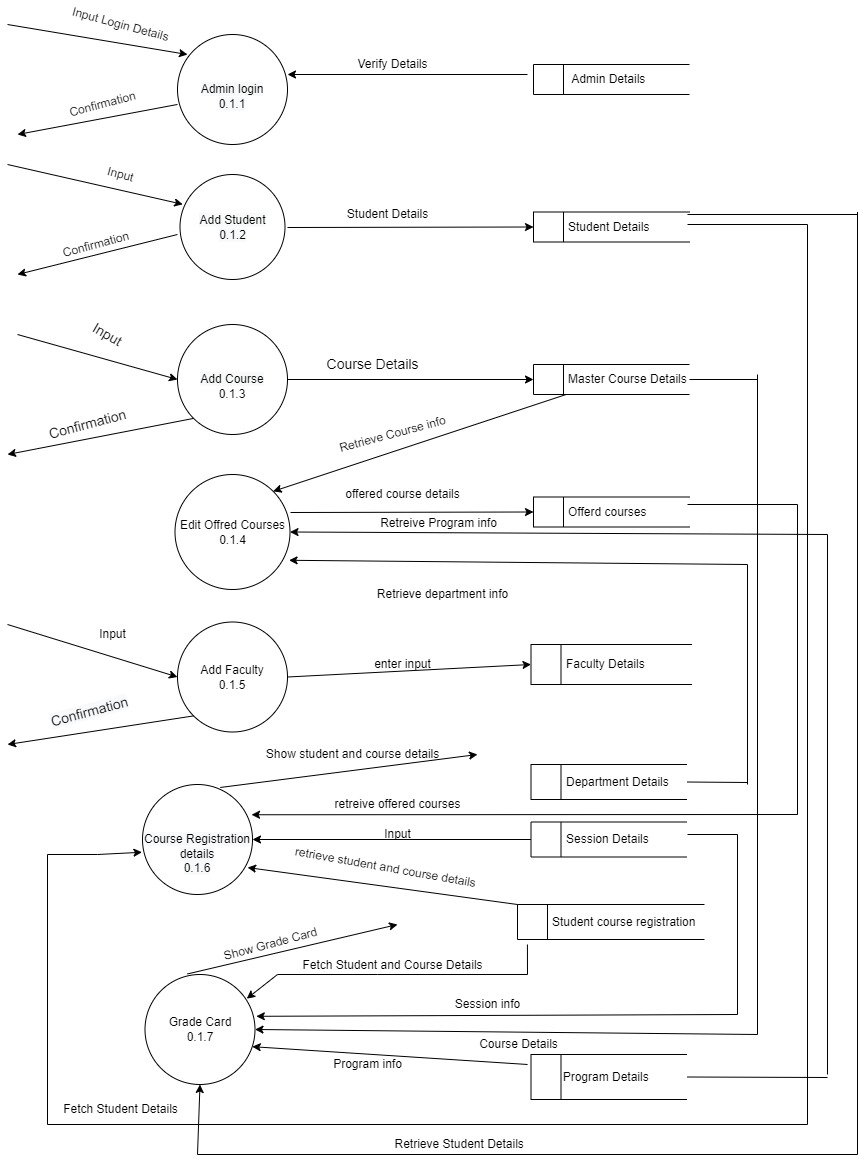 Input Login Details
Verify Details
Admin login
0.1.1
Admin Details
Confirmation
Input
Add Student
0.1.2
Student Details
Student Details
Confirmation
Input
Course Details
Add Course
0.1.3
Master Course Details
Confirmation
Retrieve Course info
offered course details
Edit Offred Courses
0.1.4
Offerd courses
Retreive Program info
Retrieve department info
Input
enter input
Add Faculty
0.1.5
Faculty Details
Confirmation
Show student and course details
Department Details
retreive offered courses
Course Registration
details
0.1.6
Input
Session Details
retrieve student and course details
Student course registration
Show Grade Card
Fetch Student and Course Details
Session info
Grade Card
0.1.7
Course Details
Program info
Program Details
Fetch Student Details
Retrieve Student Details